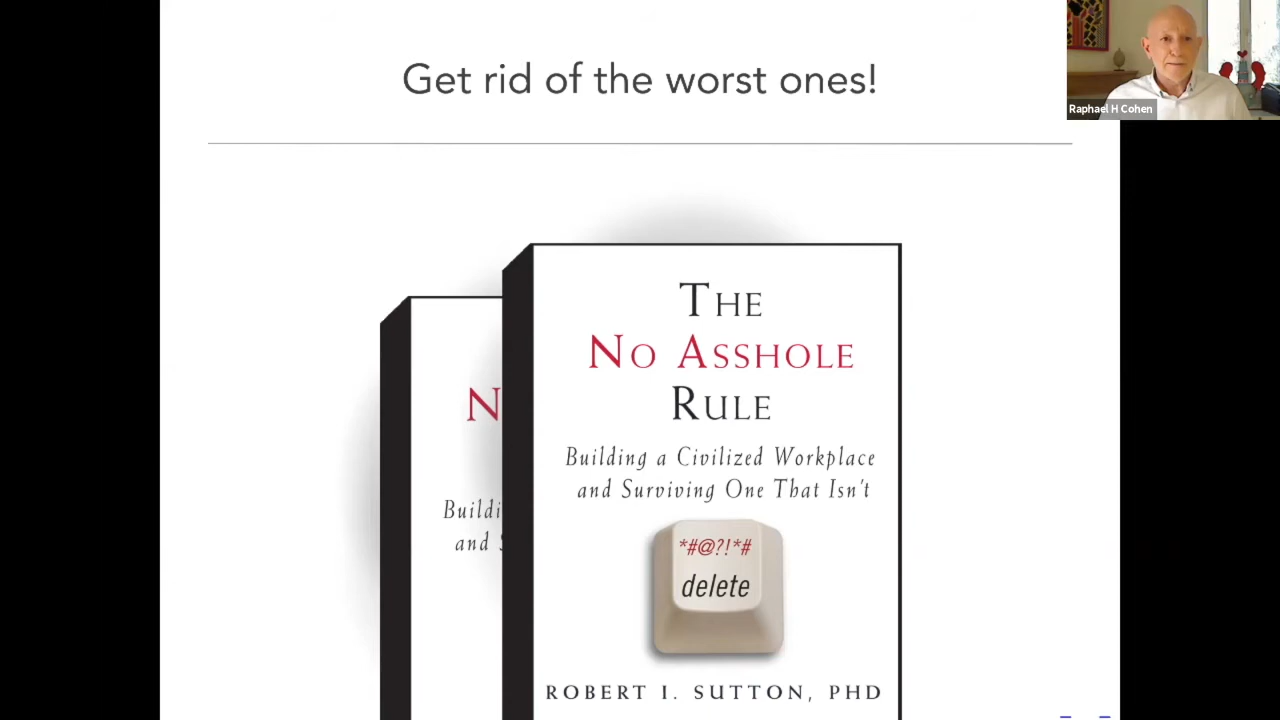 Get rid of the worst ones!
Raphael H Cohen
THE
NO ASSHOLE
RULE
Building a Civilized Workplace
and Surviving One That Isn't
*#@?!*#
delete
ROBERT I. SUTTON, PHD
N
Buildi
and S